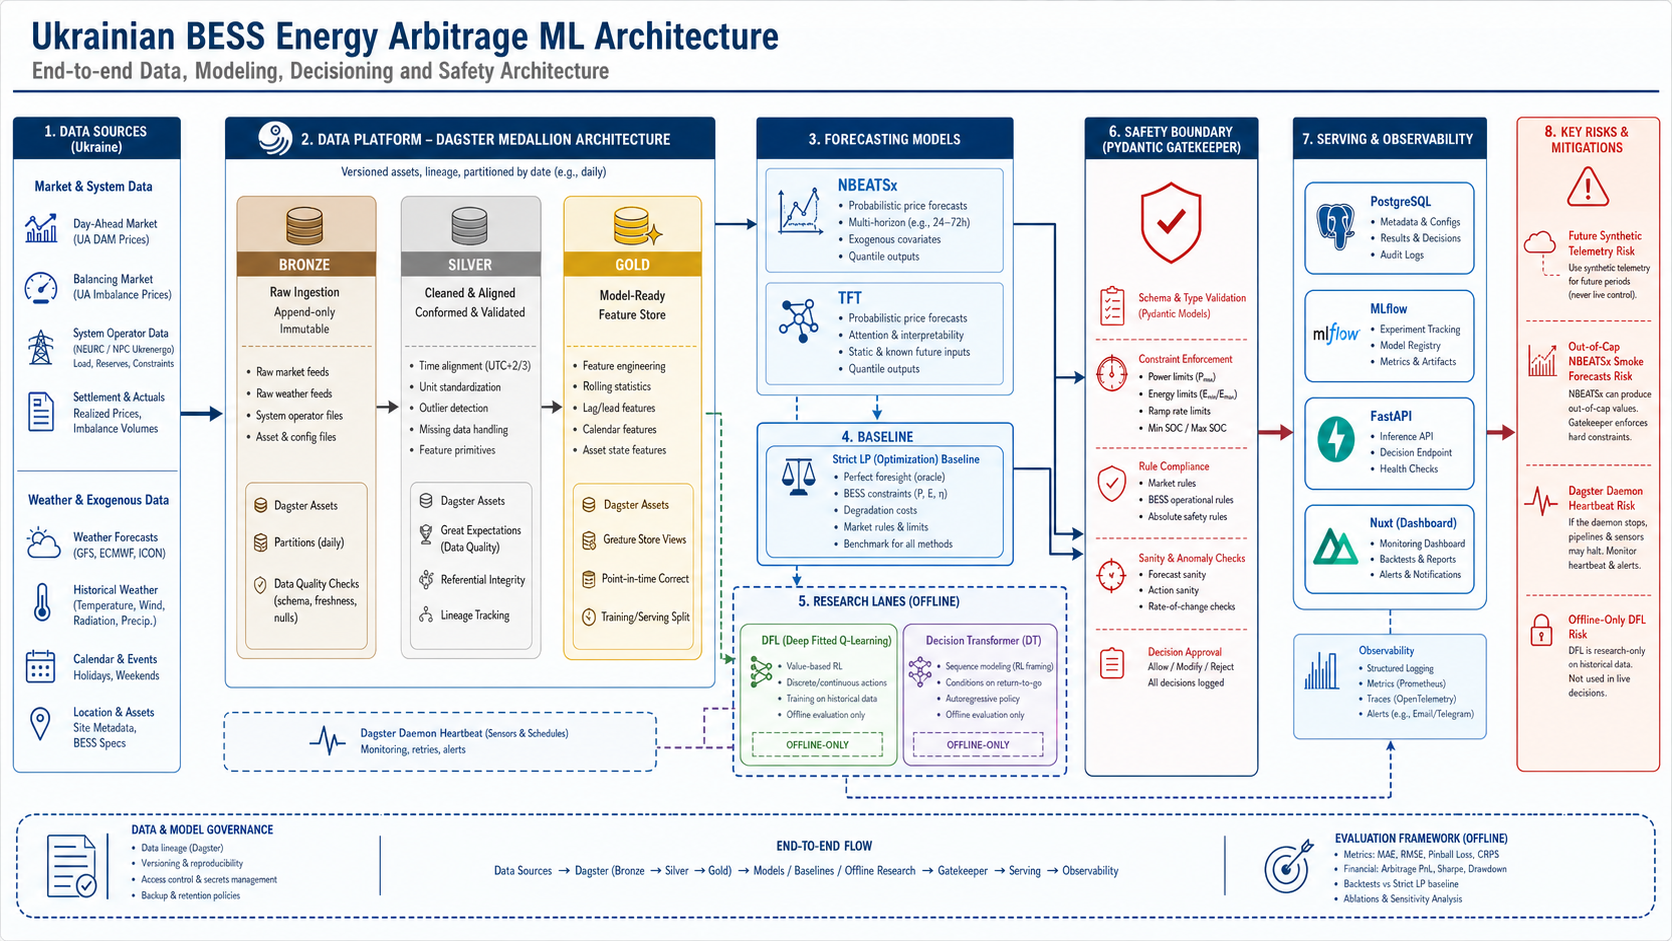 Ukrainian BESS Energy Arbitrage ML Architecture
End-to-end Data, Modeling, Decisioning and Safety Architecture
1. DATA SOURCES
(Ukraine)
Market & System Data
Day-Ahead Market
(UA DAM Prices)
Balancing Market
(UA Imbalance Prices)
System Operator Data
(NEURC / NPC Ukrenergo)
Load, Reserves, Constraints
Settlement & Actuals
Realized Prices,
Imbalance Volumes
Weather & Exogenous Data
Weather Forecasts
(GFS, ECMWF, ICON)
Historical Weather
(Temperature, Wind,
Radiation, Precip.)
Calendar & Events
Holidays, Weekends
Location & Assets
Site Metadata,
BESS Specs
2. DATA PLATFORM – DAGSTER MEDALLION ARCHITECTURE
Versioned assets, lineage, partitioned by date (e.g., daily)
BRONZE
Raw Ingestion
Append-only
Immutable
• Raw market feeds
• Raw weather feeds
• System operator files
• Asset & config files
Dagster Assets
Partitions (daily)
Data Quality Checks
(schema, freshness,
nulls)
SILVER
Cleaned & Aligned
Conformed & Validated
• Time alignment (UTC+2/3)
• Unit standardization
• Outlier detection
• Missing data handling
• Feature primitives
Dagster Assets
Great Expectations
(Data Quality)
Referential Integrity
Lineage Tracking
GOLD
Model-Ready
Feature Store
• Feature engineering
• Rolling statistics
• Lag/lead features
• Calendar features
• Asset state features
Dagster Assets
Greature Store Views
Point-in-time Correct
Training/Serving Split
Dagster Daemon Heartbeat (Sensors & Schedules)
Monitoring, retries, alerts
3. FORECASTING MODELS
NBEATSx
• Probabilistic price forecasts
• Multi-horizon (e.g., 24–72h)
• Exogenous covariates
• Quantile outputs
TFT
• Probabilistic price forecasts
• Attention & interpretability
• Static & known future inputs
• Quantile outputs
4. BASELINE
Strict LP (Optimization) Baseline
• Perfect foresight (oracle)
• BESS constraints (P, E, η)
• Degradation costs
• Market rules & limits
• Benchmark for all methods
5. RESEARCH LANES (OFFLINE)
DFL (Deep Fitted Q-Learning)
• Value-based RL
• Discrete/continuous actions
• Training on historical data
• Offline evaluation only
OFFLINE-ONLY
Decision Transformer (DT)
• Sequence modeling (RL framing)
• Conditions on return-to-go
• Autoregressive policy
• Offline evaluation only
OFFLINE-ONLY
6. SAFETY BOUNDARY
(PYDANTIC GATEKEEPER)
Schema & Type Validation
(Pydantic Models)
Constraint Enforcement
• Power limits (Pmax)
• Energy limits (Emin/Emax)
• Ramp rate limits
• Min SOC / Max SOC
Rule Compliance
• Market rules
• BESS operational rules
• Absolute safety rules
Sanity & Anomaly Checks
• Forecast sanity
• Action sanity
• Rate-of-change checks
Decision Approval
Allow / Modify / Reject
All decisions logged
7. SERVING & OBSERVABILITY
PostgreSQL
• Metadata & Configs
• Results & Decisions
• Audit Logs
mlflow
MLflow
• Experiment Tracking
• Model Registry
• Metrics & Artifacts
FastAPI
• Inference API
• Decision Endpoint
• Health Checks
Nuxt (Dashboard)
• Monitoring Dashboard
• Backtests & Reports
• Alerts & Notifications
Observability
• Structured Logging
• Metrics (Prometheus)
• Traces (OpenTelemetry)
• Alerts (e.g., Email/Telegram)
8. KEY RISKS &
MITIGATIONS
Future Synthetic
Telemetry Risk
Use synthetic telemetry
for future periods
(never live control).
Out-of-Cap
NBEATSx Smoke
Forecasts Risk
NBEATSx can produce
out-of-cap values.
Gatekeeper enforces
hard constraints.
Dagster Daemon
Heartbeat Risk
If the daemon stops,
pipelines & sensors
may halt. Monitor
heartbeat & alerts.
Offline-Only DFL
Risk
DFL is research-only
on historical data.
Not used in live
decisions.
DATA & MODEL GOVERNANCE
• Data lineage (Dagster)
• Versioning & reproducibility
• Access control & secrets management
• Backup & retention policies
END-TO-END FLOW
Data Sources → Dagster (Bronze → Silver → Gold) → Models / Baselines / Offline Research → Gatekeeper → Serving → Observability
EVALUATION FRAMEWORK (OFFLINE)
• Metrics: MAE, RMSE, Pinball Loss, CRPS
• Financial: Arbitrage PnL, Sharpe, Drawdown
• Backtests vs Strict LP baseline
• Ablations & Sensitivity Analysis